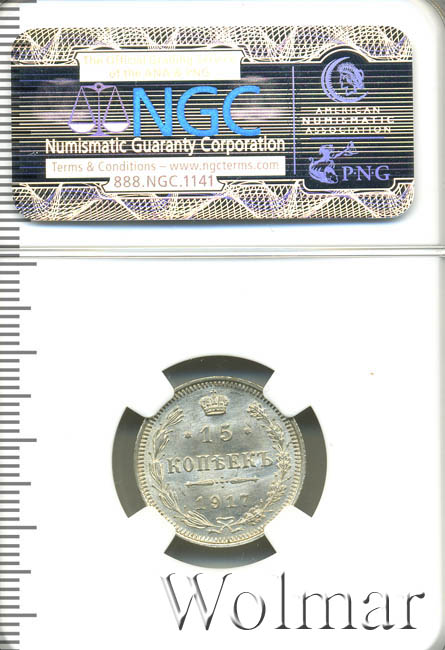 The Official Grading Service
of the ANA & PNG
NGC
Numismatic Guaranty Corporation
Terms & Conditions – www.ngcterms.com
888.NGC.1141
AMERICAN
NUMISMATIC
ASSOCIATION
P·N·G
15
КОПѢЕКЪ
1917
Wolmar